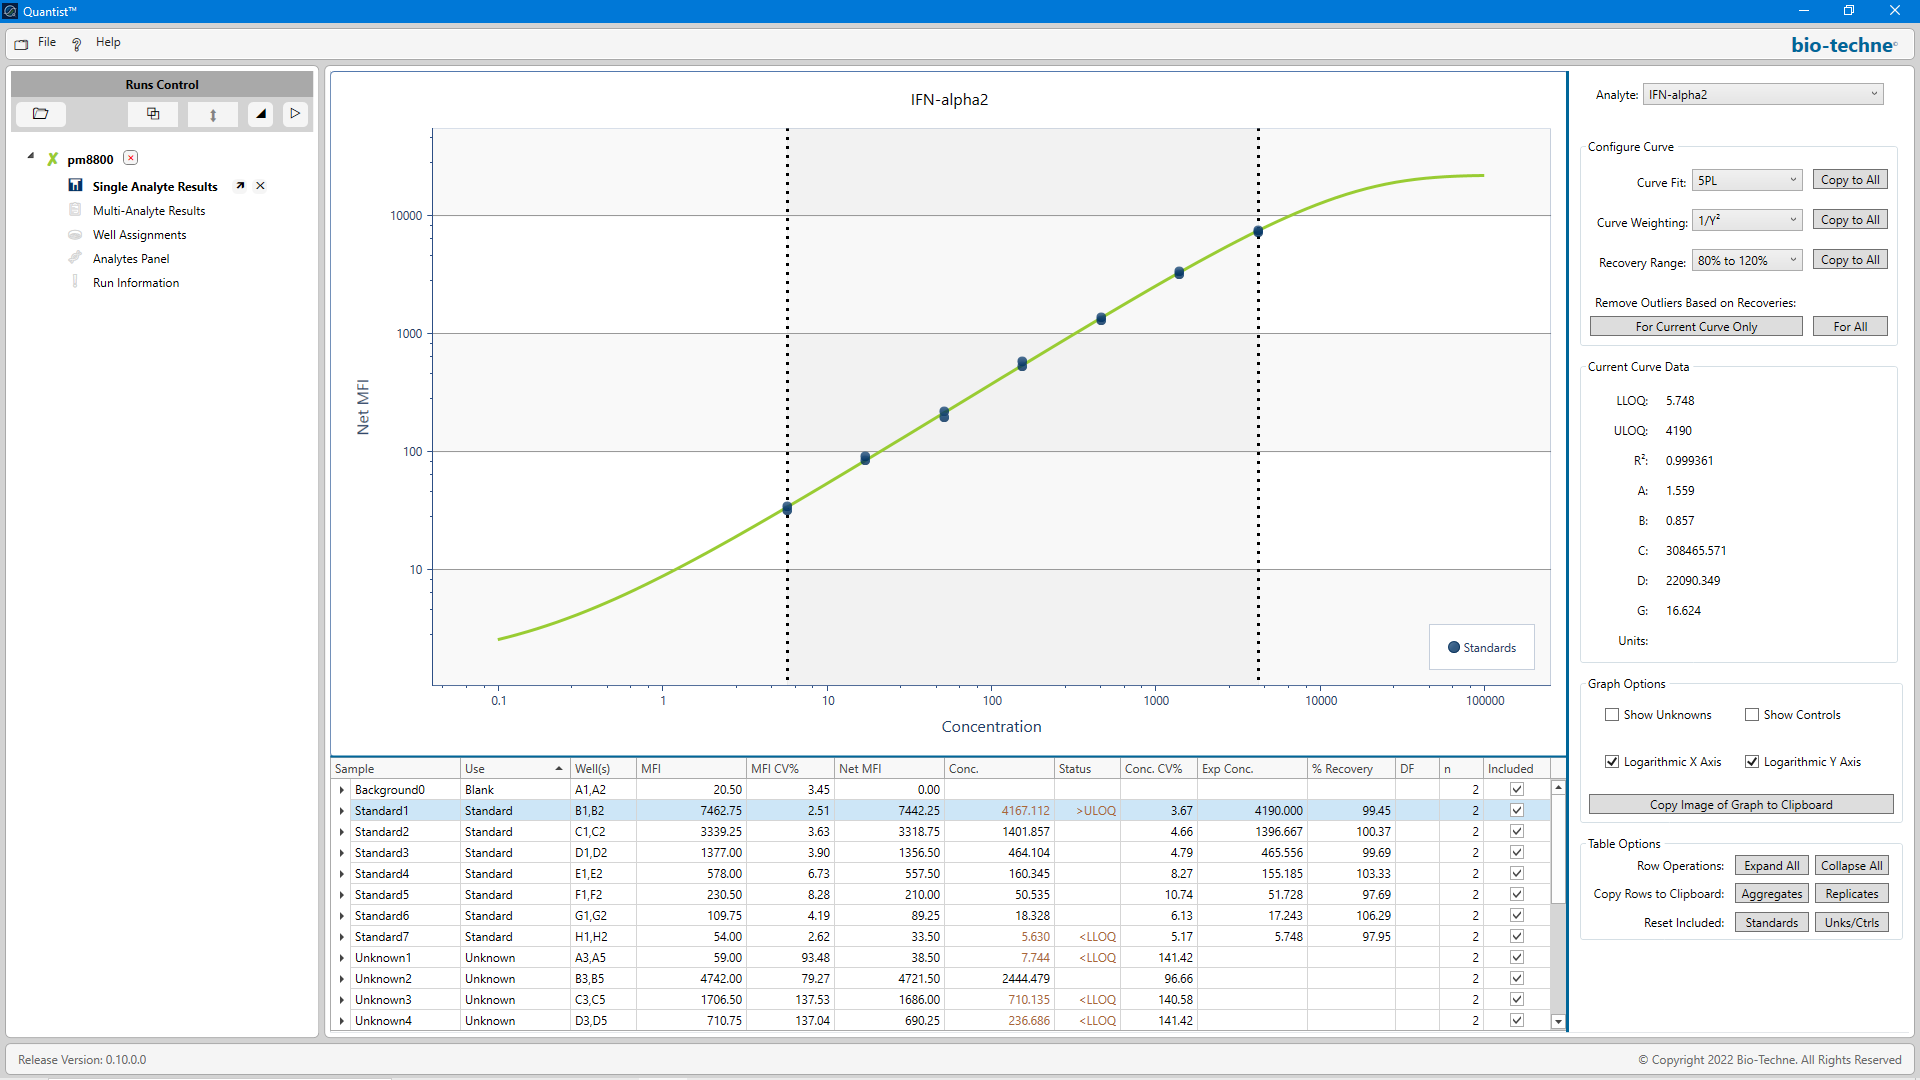 Quantist™
File Help
bio-techne®
Runs Control
pm8800
Single Analyte Results
Multi-Analyte Results
Well Assignments
Analytes Panel
Run Information
IFN-alpha2
Net MFI
10000
1000
100
10
0.1 1 10 100 1000 10000 100000
Concentration
Standards
Sample Use Well(s) MFI MFI CV% Net MFI Conc. Status Conc. CV% Exp Conc. % Recovery DF n Included
Background0 Blank A1,A2 20.50 3.45 0.00 2
Standard1 Standard B1,B2 7462.75 2.51 7442.25 4167.112 >ULOQ 3.67 4190.000 99.45 2
Standard2 Standard C1,C2 3339.25 3.63 3318.75 1401.857 4.66 1396.667 100.37 2
Standard3 Standard D1,D2 1377.00 3.90 1356.50 464.104 4.79 465.556 99.69 2
Standard4 Standard E1,E2 578.00 6.73 557.50 160.345 8.27 155.185 103.33 2
Standard5 Standard F1,F2 230.50 8.28 210.00 50.535 10.74 51.728 97.69 2
Standard6 Standard G1,G2 109.75 4.19 89.25 18.328 6.13 17.243 106.29 2
Standard7 Standard H1,H2 54.00 2.62 33.50 5.630 <LLOQ 5.17 5.748 97.95 2
Unknown1 Unknown A3,A5 59.00 93.48 38.50 7.744 <LLOQ 141.42 2
Unknown2 Unknown B3,B5 4742.00 79.27 4721.50 2444.479 96.66 2
Unknown3 Unknown C3,C5 1706.50 137.53 1686.00 710.135 <LLOQ 140.58 2
Unknown4 Unknown D3,D5 710.75 137.04 690.25 236.686 <LLOQ 141.42 2
Analyte: IFN-alpha2
Configure Curve
Curve Fit: 5PL Copy to All
Curve Weighting: 1/Y² Copy to All
Recovery Range: 80% to 120% Copy to All
Remove Outliers Based on Recoveries:
For Current Curve Only For All
Current Curve Data
LLOQ: 5.748
ULOQ: 4190
R²: 0.999361
A: 1.559
B: 0.857
C: 308465.571
D: 22090.349
G: 16.624
Units:
Graph Options
Show Unknowns Show Controls
Logarithmic X Axis Logarithmic Y Axis
Copy Image of Graph to Clipboard
Table Options
Row Operations: Expand All Collapse All
Copy Rows to Clipboard: Aggregates Replicates
Reset Included: Standards Unks/Ctrls
Release Version: 0.10.0.0
© Copyright 2022 Bio-Techne. All Rights Reserved